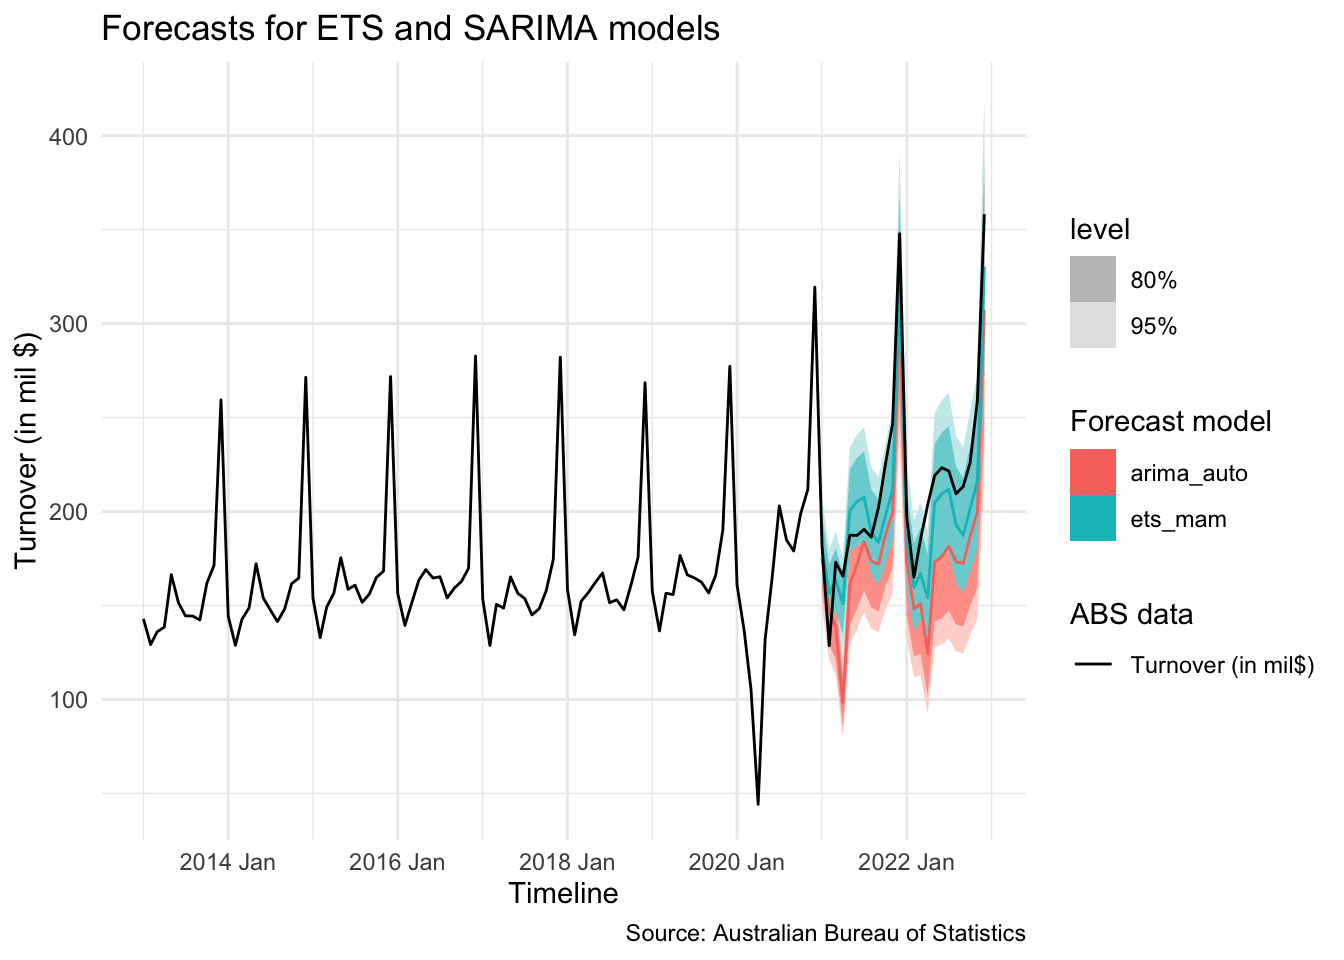 Forecasts for ETS and SARIMA models
400
300
200
100
Turnover (in mil $)
2014 Jan
2016 Jan
2018 Jan
2020 Jan
2022 Jan
Timeline
Source: Australian Bureau of Statistics
level
80%
95%
Forecast model
arima_auto
ets_mam
ABS data
Turnover (in mil$)